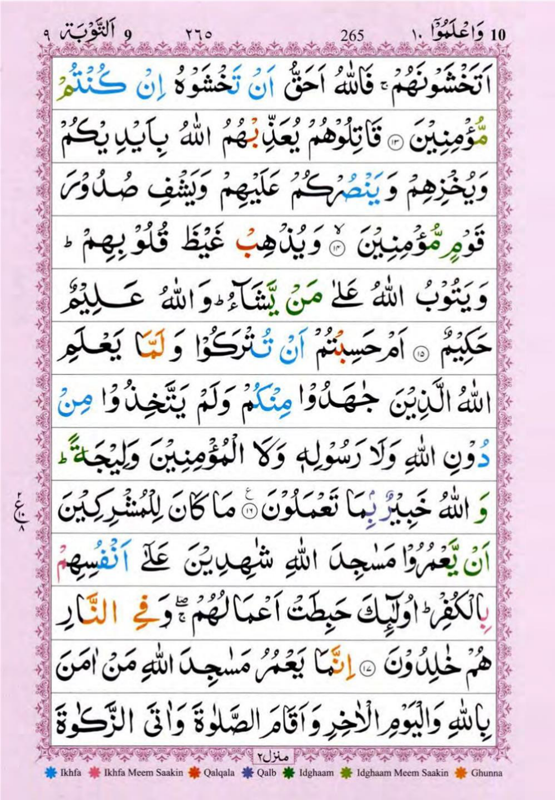 وَاعْلَمُوْٓا ١٠ 10 265 ٢٦٥ اَلتَّوْبَة ٩ 9
اَتَخْشَوْنَهُمْ ۚ فَاللّٰهُ اَحَقُّ اَنْ تَخْشَوْهُ اِنْ كُنْتُمْ
مُّؤْمِنِيْنَ ﴿١٣﴾ قَاتِلُوْهُمْ يُعَذِّبْهُمُ اللّٰهُ بِاَيْدِيْكُمْ
وَيُخْزِهِمْ وَيَنْصُرْكُمْ عَلَيْهِمْ وَيَشْفِ صُدُوْرَ
قَوْمٍ مُّؤْمِنِيْنَ ۙ﴿١٤﴾ وَيُذْهِبْ غَيْظَ قُلُوْبِهِمْ ؕ
وَيَتُوْبُ اللّٰهُ عَلٰى مَنْ يَّشَآءُ ؕ وَاللّٰهُ عَلِيْمٌ
حَكِيْمٌ ﴿١٥﴾ اَمْ حَسِبْتُمْ اَنْ تُتْرَكُوْا وَلَمَّا يَعْلَمِ
اللّٰهُ الَّذِيْنَ جٰهَدُوْا مِنْكُمْ وَلَمْ يَتَّخِذُوْا مِنْ
دُوْنِ اللّٰهِ وَلَا رَسُوْلِهٖ وَلَا الْمُؤْمِنِيْنَ وَلِيْجَةً ؕ
وَاللّٰهُ خَبِيْرٌۢ بِمَا تَعْمَلُوْنَ ﴿١٦﴾ ع مَا كَانَ لِلْمُشْرِكِيْنَ
٢ ع ٨
اَنْ يَّعْمُرُوْا مَسٰجِدَ اللّٰهِ شٰهِدِيْنَ عَلٰٓى اَنْفُسِهِمْ
بِالْكُفْرِ ؕ اُولٰٓئِكَ حَبِطَتْ اَعْمَالُهُمْ ۖۚ وَفِي النَّارِ
هُمْ خٰلِدُوْنَ ﴿١٧﴾ اِنَّمَا يَعْمُرُ مَسٰجِدَ اللّٰهِ مَنْ اٰمَنَ
بِاللّٰهِ وَالْيَوْمِ الْاٰخِرِ وَاَقَامَ الصَّلٰوةَ وَاٰتَى الزَّكٰوةَ
منزل ٢
Ikhfa Ikhfa Meem Saakin Qalqala Qalb Idghaam Idghaam Meem Saakin Ghunna